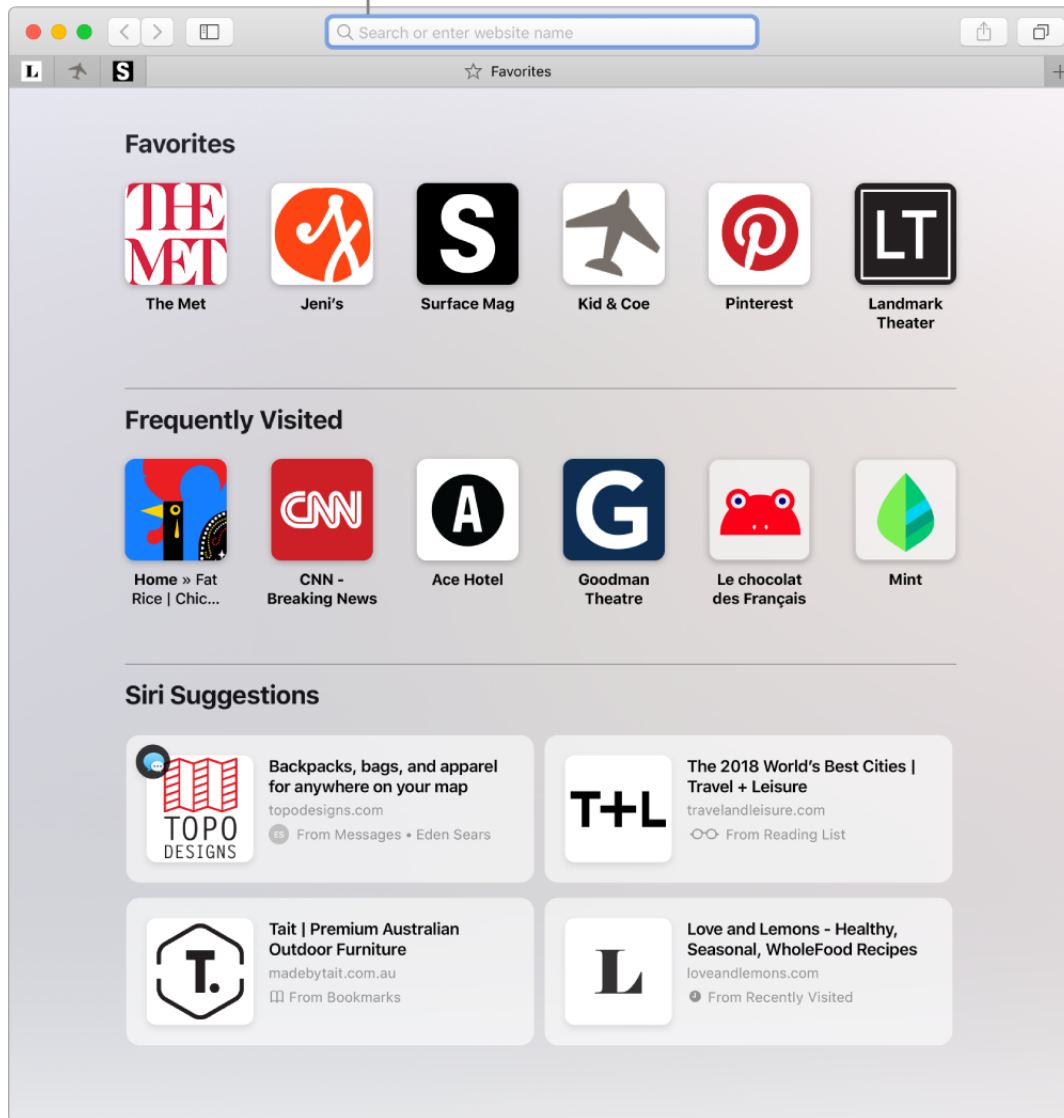 Search or enter website name
L
S
Favorites
Favorites
THE
MET
S
LT
The Met
Jeni's
Surface Mag
Kid & Coe
Pinterest
Landmark
Theater
Frequently Visited
CNN
A
G
Home » Fat
Rice | Chic...
CNN -
Breaking News
Ace Hotel
Goodman
Theatre
Le chocolat
des Français
Mint
Siri Suggestions
TOPO
DESIGNS
Backpacks, bags, and apparel
for anywhere on your map
topodesigns.com
ES From Messages • Eden Sears
T+L
The 2018 World's Best Cities |
Travel + Leisure
travelandleisure.com
From Reading List
T.
Tait | Premium Australian
Outdoor Furniture
madebytait.com.au
From Bookmarks
L
Love and Lemons - Healthy,
Seasonal, WholeFood Recipes
loveandlemons.com
From Recently Visited